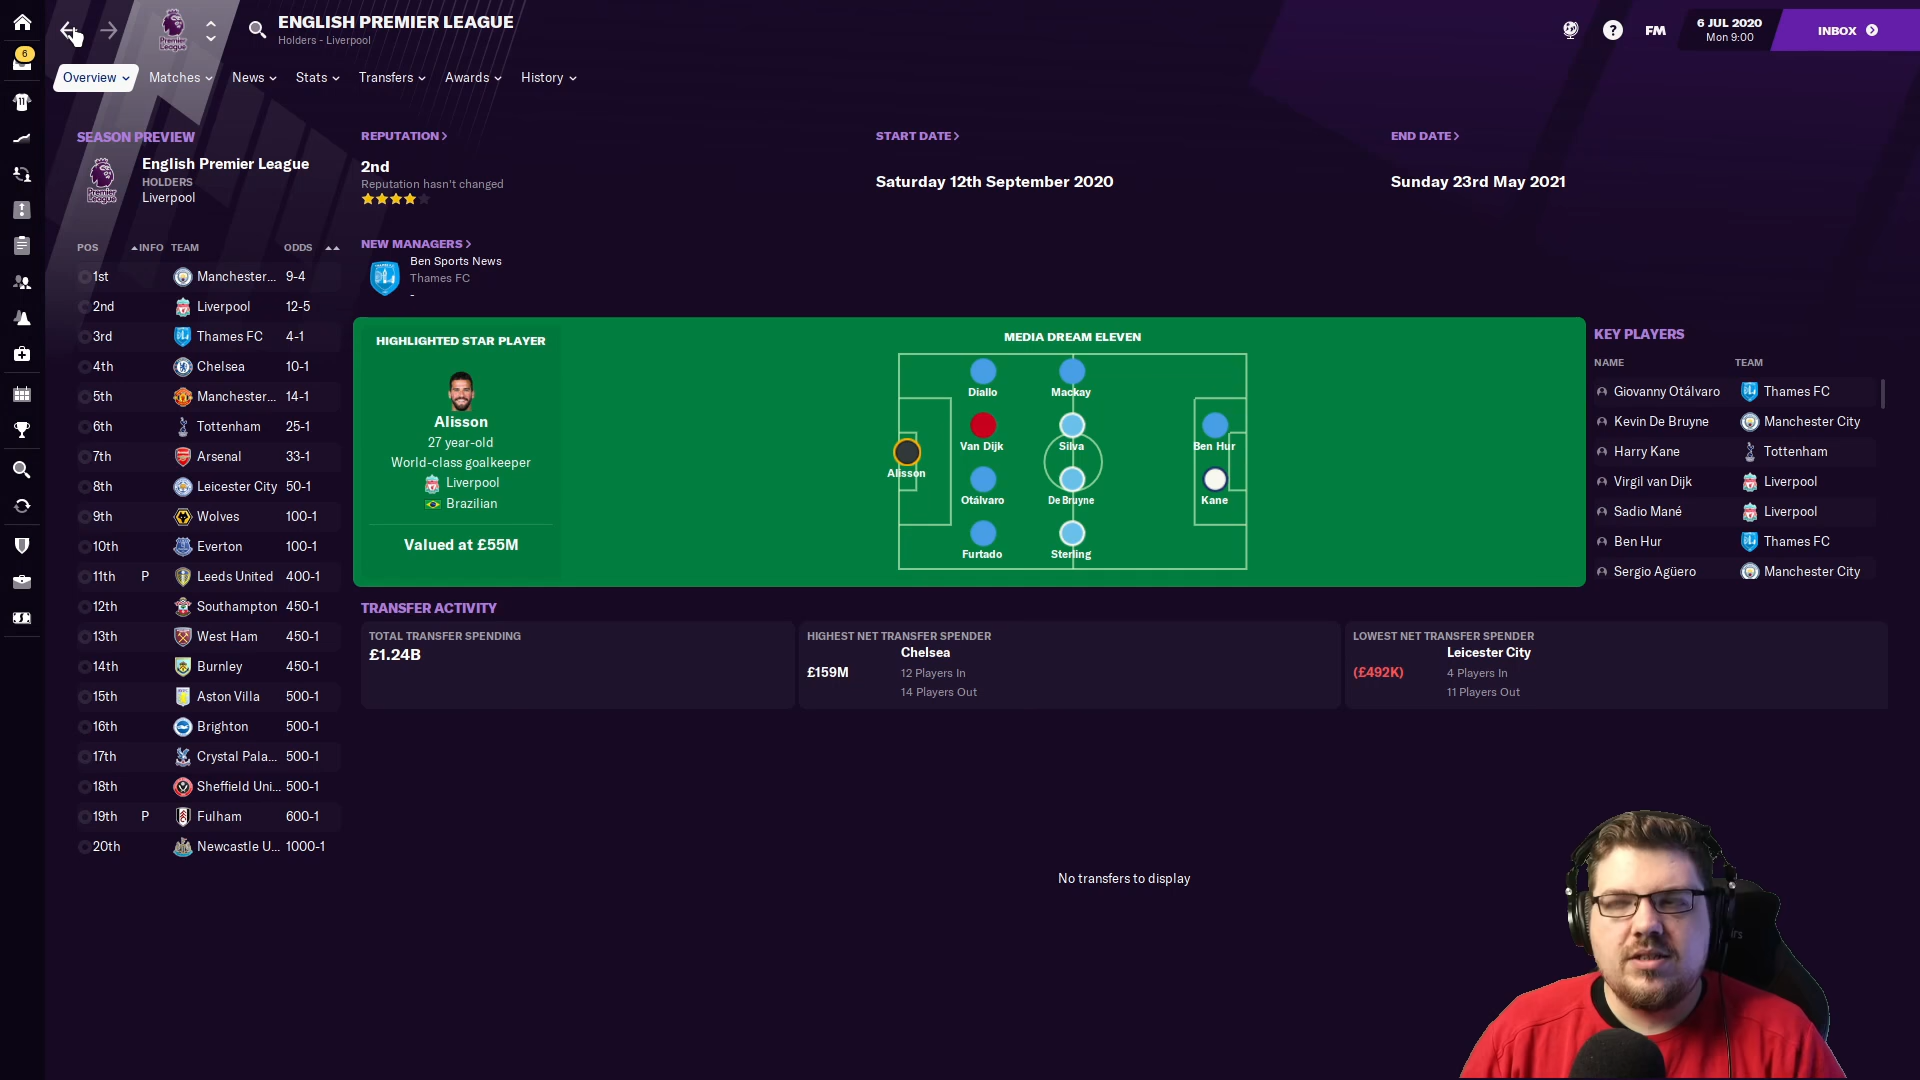 ENGLISH PREMIER LEAGUE
Holders - Liverpool
FM
6 JUL 2020
Mon 9:00
INBOX
6
Overview
Matches
News
Stats
Transfers
Awards
History
SEASON PREVIEW
English Premier League
HOLDERS
Liverpool
REPUTATION
2nd
Reputation hasn't changed
START DATE
Saturday 12th September 2020
END DATE
Sunday 23rd May 2021
NEW MANAGERS
Ben Sports News
Thames FC
-
POS INFO TEAM ODDS
1st Manchester... 9-4
2nd Liverpool 12-5
3rd Thames FC 4-1
4th Chelsea 10-1
5th Manchester... 14-1
6th Tottenham 25-1
7th Arsenal 33-1
8th Leicester City 50-1
9th Wolves 100-1
10th Everton 100-1
11th P Leeds United 400-1
12th Southampton 450-1
13th West Ham 450-1
14th Burnley 450-1
15th Aston Villa 500-1
16th Brighton 500-1
17th Crystal Pala... 500-1
18th Sheffield Uni... 500-1
19th P Fulham 600-1
20th Newcastle U... 1000-1
HIGHLIGHTED STAR PLAYER
Alisson
27 year-old
World-class goalkeeper
Liverpool
Brazilian
Valued at £55M
MEDIA DREAM ELEVEN
Diallo Mackay
Van Dijk Silva Ben Hur
Alisson
Otálvaro De Bruyne Kane
Furtado Sterling
KEY PLAYERS
NAME TEAM
Giovanny Otálvaro Thames FC
Kevin De Bruyne Manchester City
Harry Kane Tottenham
Virgil van Dijk Liverpool
Sadio Mané Liverpool
Ben Hur Thames FC
Sergio Agüero Manchester City
TRANSFER ACTIVITY
TOTAL TRANSFER SPENDING
£1.24B
HIGHEST NET TRANSFER SPENDER
Chelsea
£159M
12 Players In
14 Players Out
LOWEST NET TRANSFER SPENDER
Leicester City
(£492K)
4 Players In
11 Players Out
No transfers to display